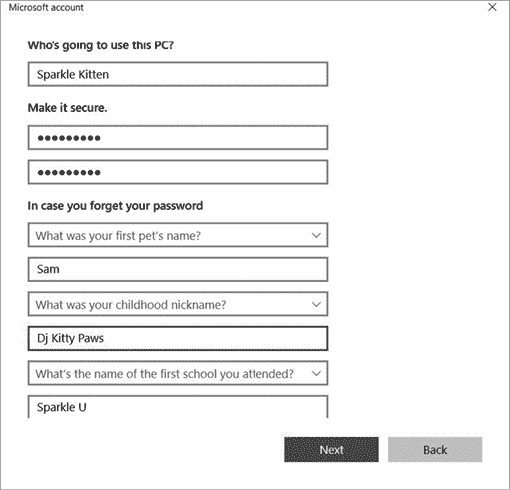 Microsoft account
Who's going to use this PC?
Sparkle Kitten
Make it secure.
●●●●●●●●●
●●●●●●●●●
In case you forget your password
What was your first pet's name?
Sam
What was your childhood nickname?
Dj Kitty Paws
What's the name of the first school you attended?
Sparkle U
Next Back